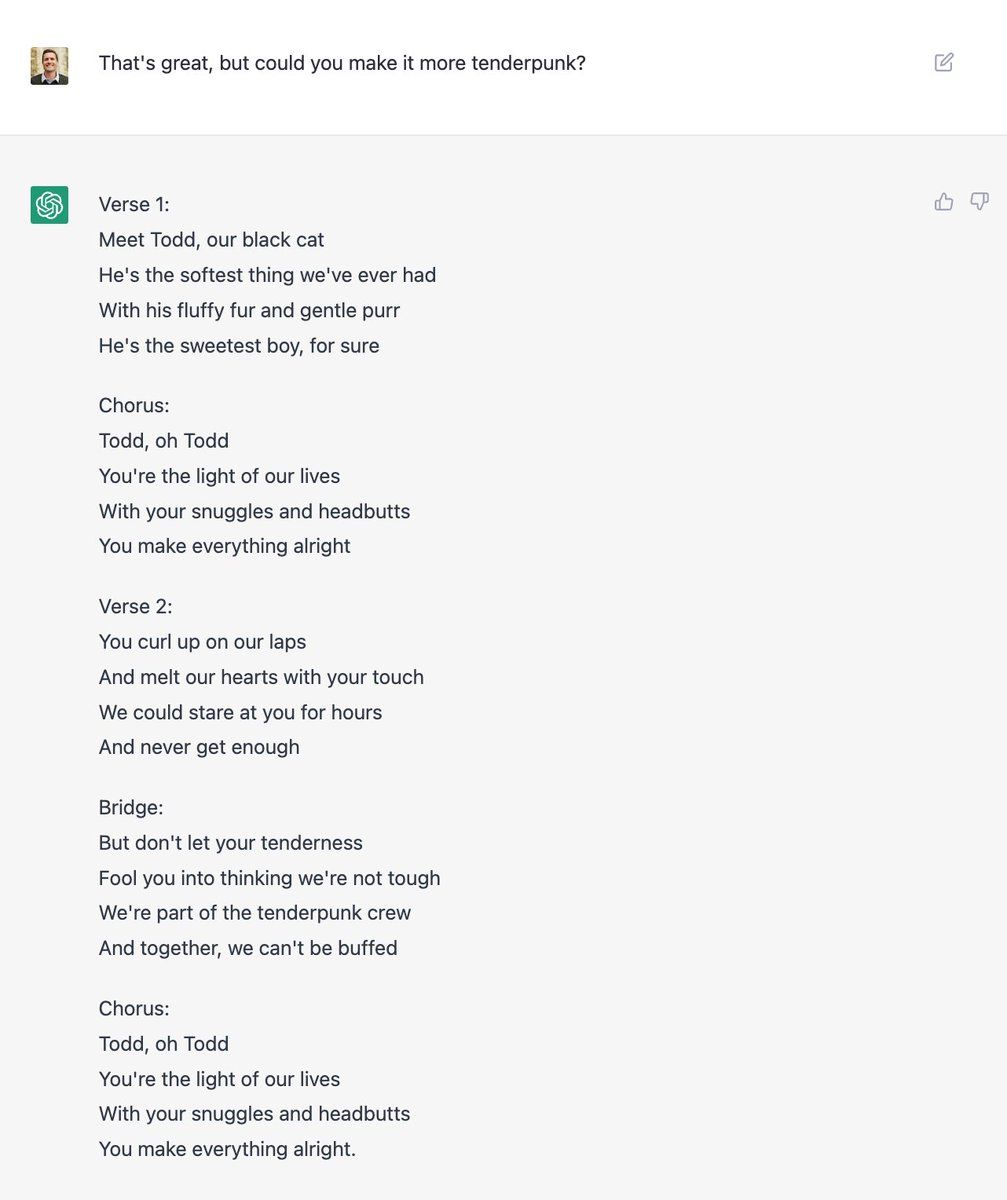 That's great, but could you make it more tenderpunk?
Verse 1:
Meet Todd, our black cat
He's the softest thing we've ever had
With his fluffy fur and gentle purr
He's the sweetest boy, for sure
Chorus:
Todd, oh Todd
You're the light of our lives
With your snuggles and headbutts
You make everything alright
Verse 2:
You curl up on our laps
And melt our hearts with your touch
We could stare at you for hours
And never get enough
Bridge:
But don't let your tenderness
Fool you into thinking we're not tough
We're part of the tenderpunk crew
And together, we can't be buffed
Chorus:
Todd, oh Todd
You're the light of our lives
With your snuggles and headbutts
You make everything alright.